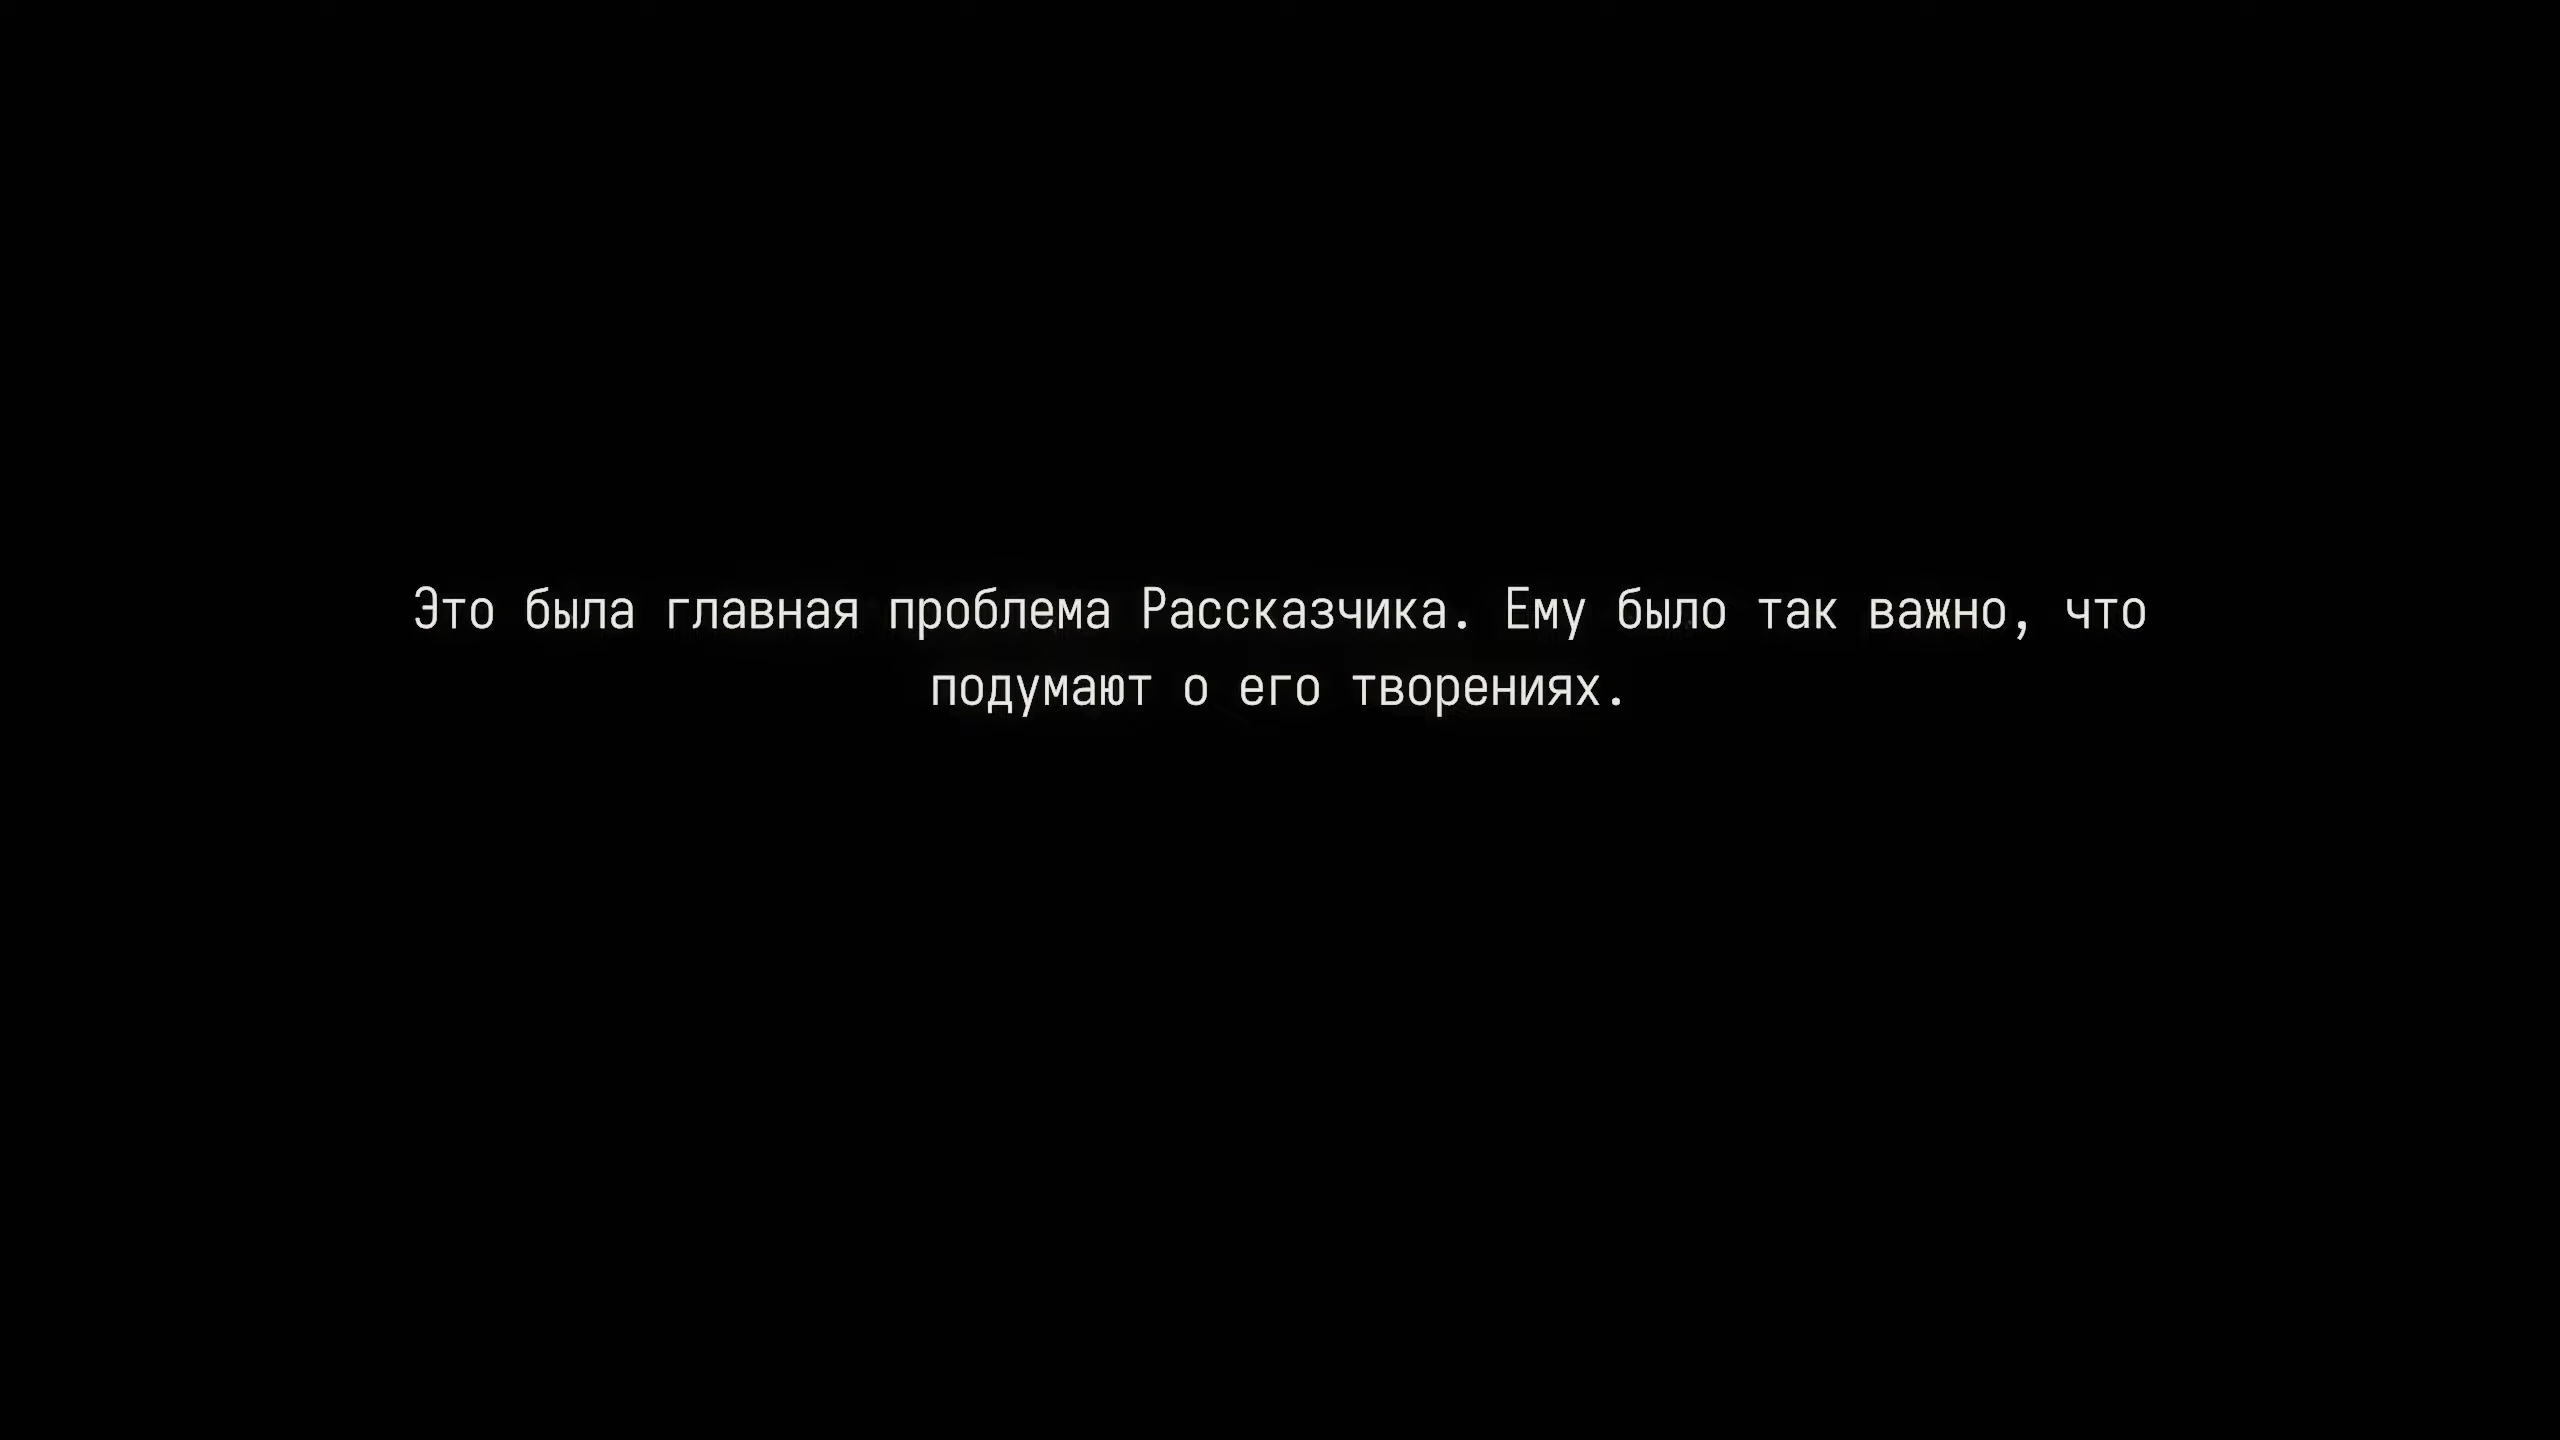 Это была главная проблема Рассказчика. Ему было так важно, что
подумают о его творениях.